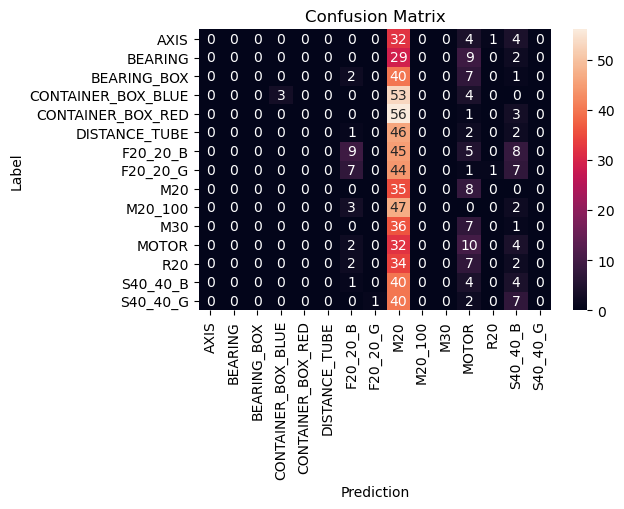 Confusion Matrix
AXIS 0 0 0 0 0 0 0 0 32 0 0 4 1 4 0
BEARING 0 0 0 0 0 0 0 0 29 0 0 9 0 2 0
BEARING_BOX 0 0 0 0 0 0 2 0 40 0 0 7 0 1 0
CONTAINER_BOX_BLUE 0 0 0 3 0 0 0 0 53 0 0 4 0 0 0
CONTAINER_BOX_RED 0 0 0 0 0 0 0 0 56 0 0 1 0 3 0
DISTANCE_TUBE 0 0 0 0 0 0 1 0 46 0 0 2 0 2 0
F20_20_B 0 0 0 0 0 0 9 0 45 0 0 5 0 8 0
F20_20_G 0 0 0 0 0 0 7 0 44 0 0 1 1 7 0
M20 0 0 0 0 0 0 0 0 35 0 0 8 0 0 0
M20_100 0 0 0 0 0 0 3 0 47 0 0 0 0 2 0
M30 0 0 0 0 0 0 0 0 36 0 0 7 0 1 0
MOTOR 0 0 0 0 0 0 2 0 32 0 0 10 0 4 0
R20 0 0 0 0 0 0 2 0 34 0 0 7 0 2 0
S40_40_B 0 0 0 0 0 0 1 0 40 0 0 4 0 4 0
S40_40_G 0 0 0 0 0 0 0 1 40 0 0 2 0 7 0
Label
AXIS
BEARING
BEARING_BOX
CONTAINER_BOX_BLUE
CONTAINER_BOX_RED
DISTANCE_TUBE
F20_20_B
F20_20_G
M20
M20_100
M30
MOTOR
R20
S40_40_B
S40_40_G
Prediction
50
40
30
20
10
0